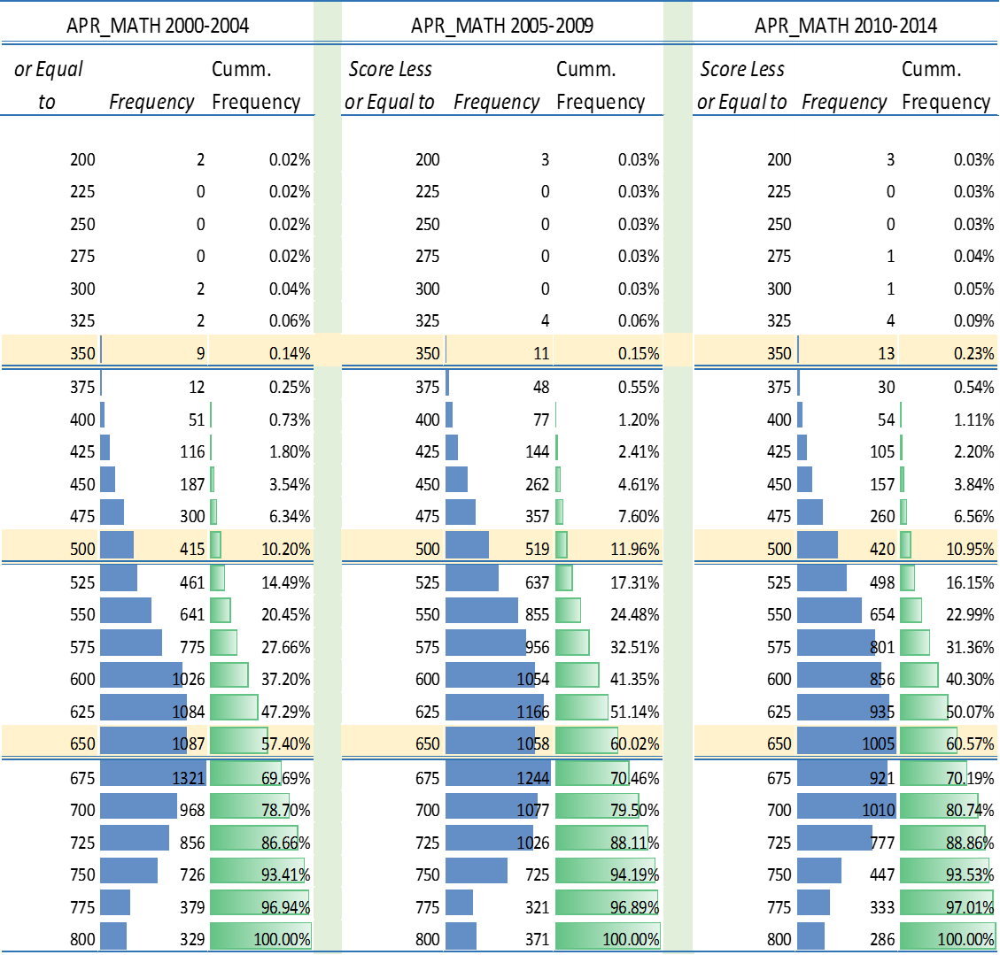 APR_MATH 2000-2004 APR_MATH 2005-2009 APR_MATH 2010-2014
or Equal Cumm. Score Less Cumm. Score Less Cumm.
to Frequency Frequency or Equal to Frequency Frequency or Equal to Frequency Frequency
200 2 0.02% 200 3 0.03% 200 3 0.03%
225 0 0.02% 225 0 0.03% 225 0 0.03%
250 0 0.02% 250 0 0.03% 250 0 0.03%
275 0 0.02% 275 0 0.03% 275 1 0.04%
300 2 0.04% 300 0 0.03% 300 1 0.05%
325 2 0.06% 325 4 0.06% 325 4 0.09%
350 9 0.14% 350 11 0.15% 350 13 0.23%
375 12 0.25% 375 48 0.55% 375 30 0.54%
400 51 0.73% 400 77 1.20% 400 54 1.11%
425 116 1.80% 425 144 2.41% 425 105 2.20%
450 187 3.54% 450 262 4.61% 450 157 3.84%
475 300 6.34% 475 357 7.60% 475 260 6.56%
500 415 10.20% 500 519 11.96% 500 420 10.95%
525 461 14.49% 525 637 17.31% 525 498 16.15%
550 641 20.45% 550 855 24.48% 550 654 22.99%
575 775 27.66% 575 956 32.51% 575 801 31.36%
600 1026 37.20% 600 1054 41.35% 600 856 40.30%
625 1084 47.29% 625 1166 51.14% 625 935 50.07%
650 1087 57.40% 650 1058 60.02% 650 1005 60.57%
675 1321 69.69% 675 1244 70.46% 675 921 70.19%
700 968 78.70% 700 1077 79.50% 700 1010 80.74%
725 856 86.66% 725 1026 88.11% 725 777 88.86%
750 726 93.41% 750 725 94.19% 750 447 93.53%
775 379 96.94% 775 321 96.89% 775 333 97.01%
800 329 100.00% 800 371 100.00% 800 286 100.00%